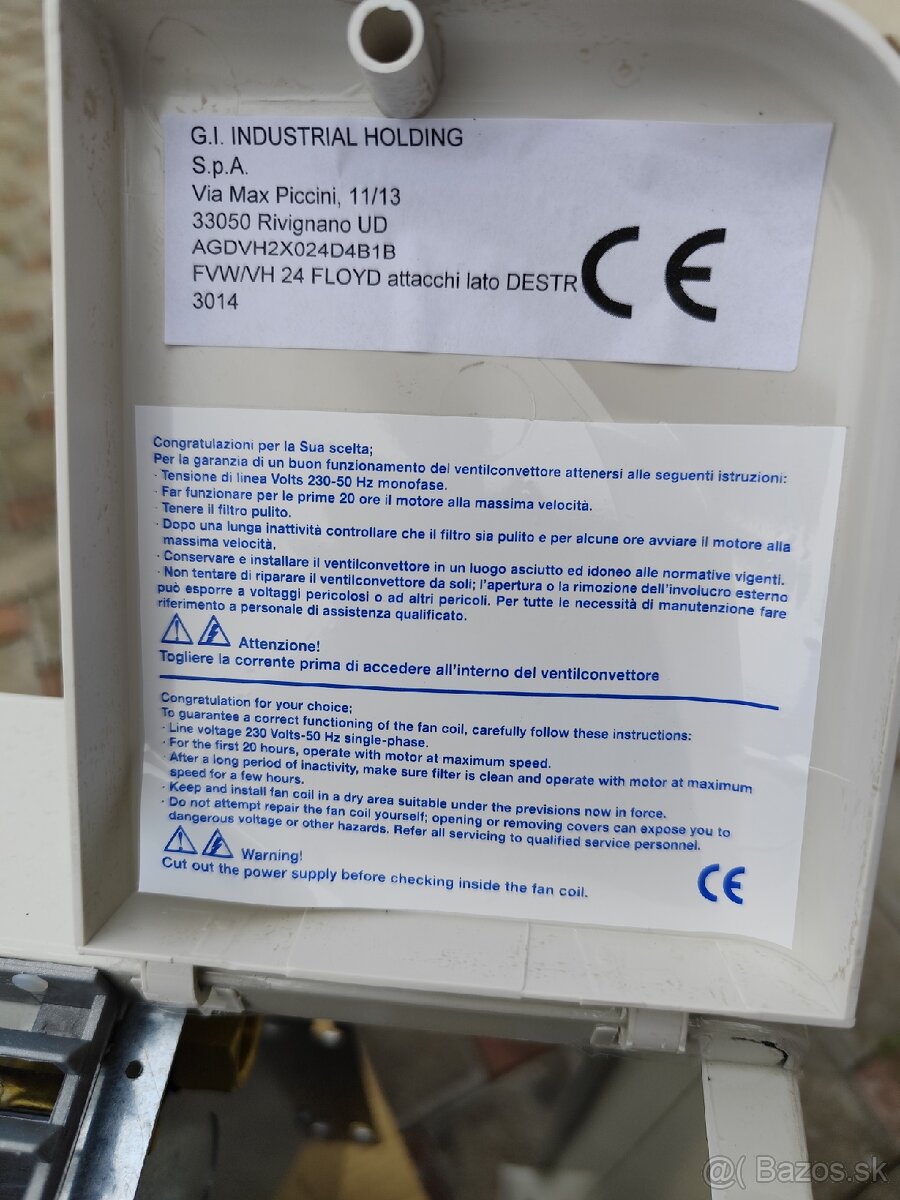 G.I. INDUSTRIAL HOLDING
S.p.A.
Via Max Piccini, 11/13
33050 Rivignano UD
AGDVH2X024D4B1B
FVW/VH 24 FLOYD attacchi lato DESTR
3014
CE
Congratulazioni per la Sua scelta;
Per la garanzia di un buon funzionamento del ventilconvettore attenersi alle seguenti istruzioni:
· Tensione di linea Volts 230-50 Hz monofase.
· Far funzionare per le prime 20 ore il motore alla massima velocità.
· Tenere il filtro pulito.
· Dopo una lunga inattività controllare che il filtro sia pulito e per alcune ore avviare il motore alla
massima velocità.
· Conservare e installare il ventilconvettore in un luogo asciutto ed idoneo alle normative vigenti.
· Non tentare di riparare il ventilconvettore da soli; l'apertura o la rimozione dell'involucro esterno
può esporre a voltaggi pericolosi o ad altri pericoli. Per tutte le necessità di manutenzione fare
riferimento a personale di assistenza qualificato.
Attenzione!
Togliere la corrente prima di accedere all'interno del ventilconvettore
Congratulation for your choice;
To guarantee a correct functioning of the fan coil, carefully follow these instructions:
· Line voltage 230 Volts-50 Hz single-phase.
· For the first 20 hours, operate with motor at maximum speed.
· After a long period of inactivity, make sure filter is clean and operate with motor at maximum
speed for a few hours.
· Keep and install fan coil in a dry area suitable under the previsions now in force.
· Do not attempt repair the fan coil yourself; opening or removing covers can expose you to
dangerous voltage or other hazards. Refer all servicing to qualified service personnel.
Warning!
Cut out the power supply before checking inside the fan coil.
CE
@( Bazos.sk